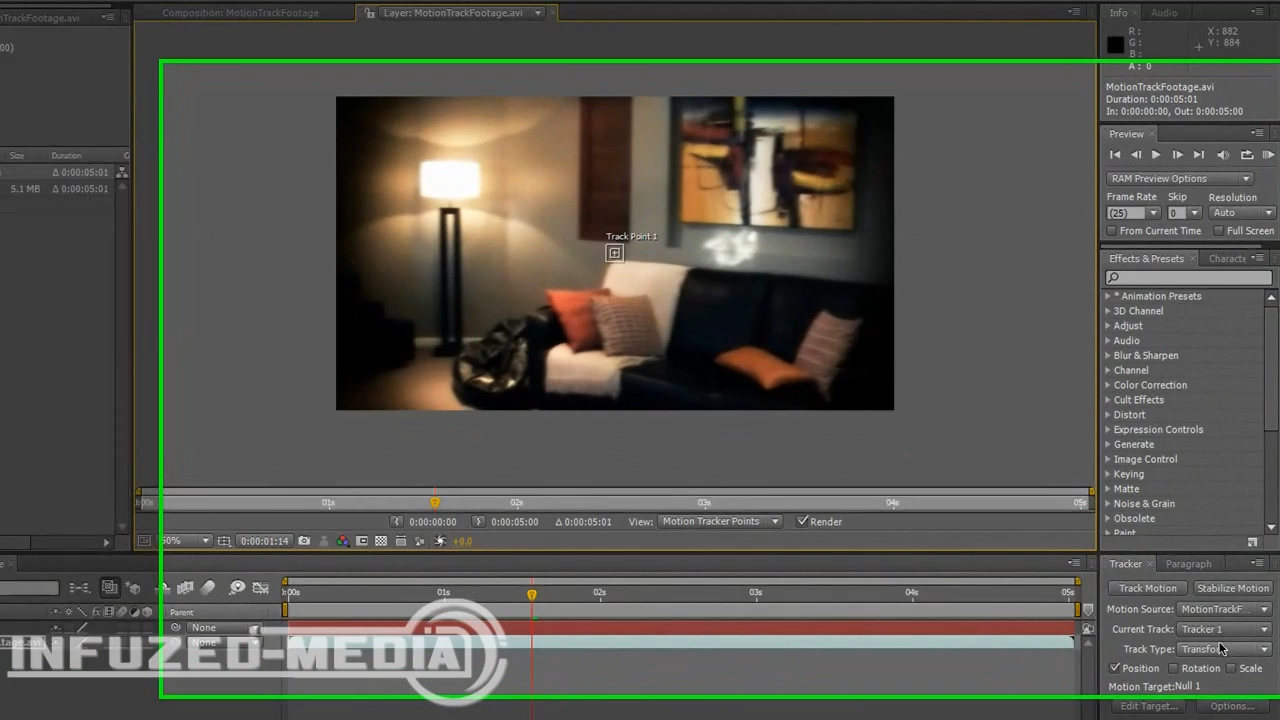 Composition: MotionTrackFootage
Layer: MotionTrackFootage.avi
nTrackFootage.avi
Size
Duration
Δ 0:00:05:01
5.1 MB
Δ 0:00:05:01
Track Point 1
01s
02s
03s
04s
05s
0:00:00:00
0:00:05:00
Δ 0:00:05:01
View:
Motion Tracker Points
Render
0:00:01:14
+0.0
Info
Audio
R :
G :
B :
A : 0
X : 882
Y : 884
MotionTrackFootage.avi
Duration: 0:00:05:01
In: 0:00:00:00, Out: 0:00:05:00
Preview
RAM Preview Options
Frame Rate
Skip
Resolution
(25)
0
Auto
From Current Time
Full Screen
Effects & Presets
Characte
* Animation Presets
3D Channel
Adjust
Audio
Blur & Sharpen
Channel
Color Correction
Cult Effects
Distort
Expression Controls
Generate
Image Control
Keying
Matte
Noise & Grain
Obsolete
Paint
Tracker
Paragraph
Track Motion
Stabilize Motion
Motion Source:
MotionTrackF...
Current Track:
Tracker 1
Track Type:
Transfo
Position
Rotation
Scale
Motion Target:Null 1
Edit Target...
Options...
:00s
02s
03s
04s
05s
Parent
None
None
INFUZED-MEDIA